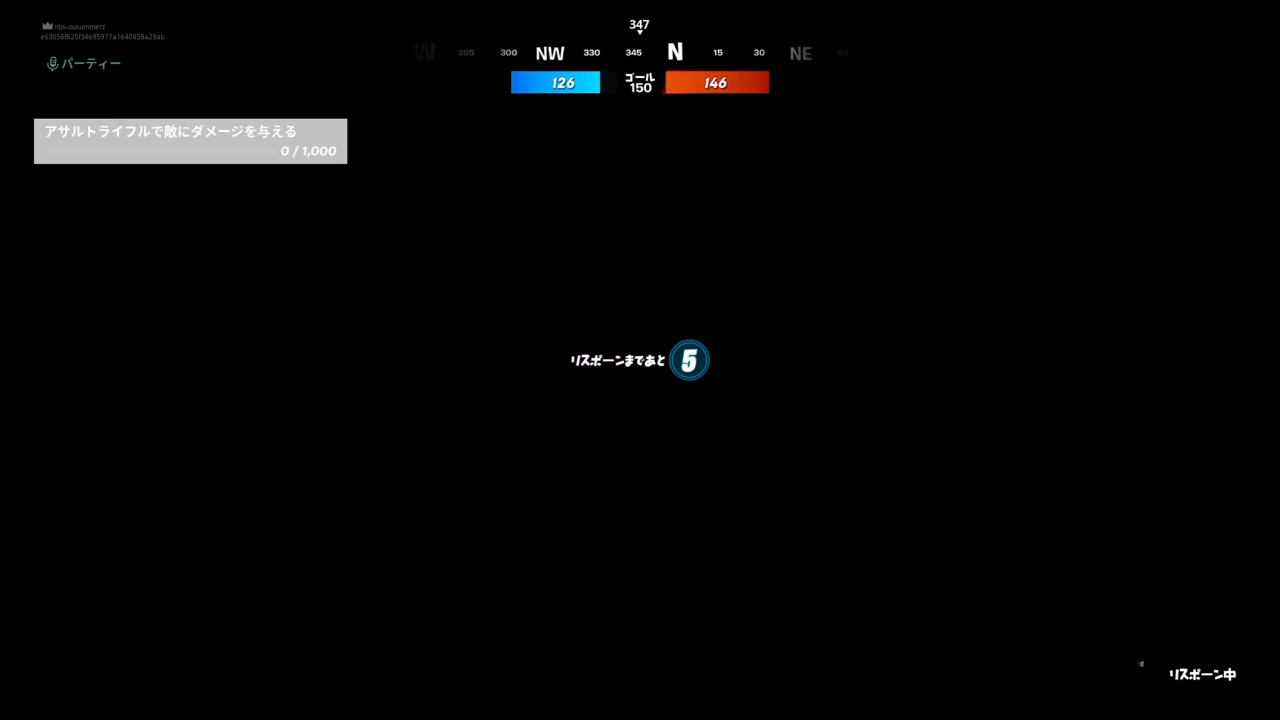 nbs-ousummerz
347
e63056f625f34e85977a1640858a29ab
W 285 300 NW 330 345 N 15 30 NE 60
パーティー
126 ゴール 146
150
アサルトライフルで敵にダメージを与える
0 / 1,000
リスポーンまであと 5
リスポーン中